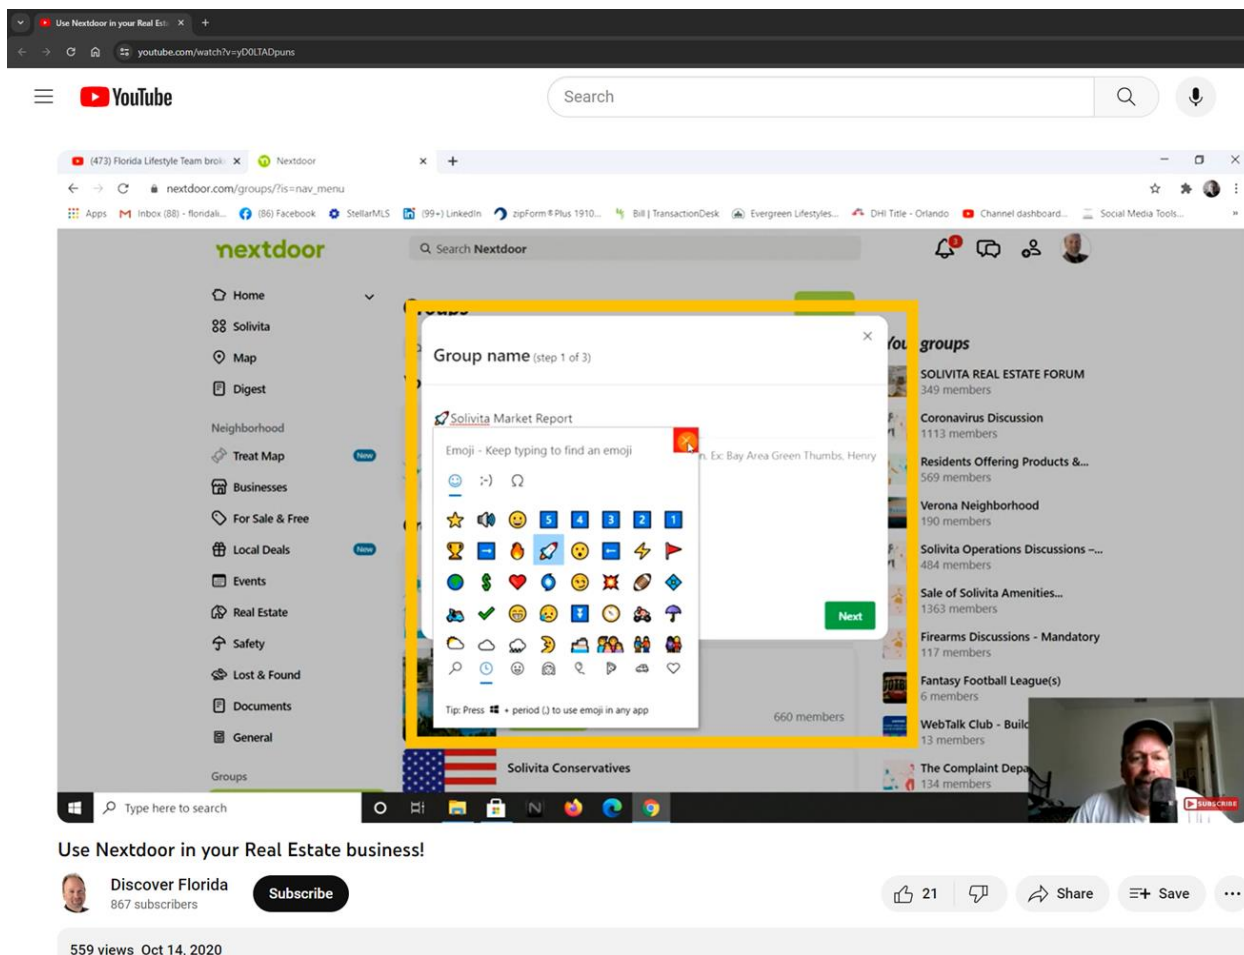 Use Nextdoor in your Real Est
youtube.com/watch?v=yD0LTADpuns
YouTube
Search
(473) Florida Lifestyle Team brok
Nextdoor
nextdoor.com/groups/?is=nav_menu
Apps
Inbox (88) - floridali...
(86) Facebook
StellarMLS
(99+) LinkedIn
zipForm®Plus 1910...
Bill | TransactionDesk
Evergreen Lifestyles...
DHI Title - Orlando
Channel dashboard...
Social Media Tools...
nextdoor
Search Nextdoor
3
Home
Solivita
Map
Digest
Neighborhood
Treat Map New
Businesses
For Sale & Free
Local Deals New
Events
Real Estate
Safety
Lost & Found
Documents
General
Groups
Groups
Group name (step 1 of 3)
🚀Solivita Market Report
n. Ex: Bay Area Green Thumbs, Henry
Emoji - Keep typing to find an emoji
;-) Ω
5 4 3 2 1
Tip: Press + period (.) to use emoji in any app
Next
660 members
Solivita Conservatives
Your groups
SOLIVITA REAL ESTATE FORUM
349 members
Coronavirus Discussion
1113 members
Residents Offering Products &...
569 members
Verona Neighborhood
190 members
Solivita Operations Discussions –...
484 members
Sale of Solivita Amenities...
1363 members
Firearms Discussions - Mandatory
117 members
Fantasy Football League(s)
6 members
WebTalk Club - Builc
13 members
The Complaint Depa
134 members
SUBSCRIBE
Type here to search
Use Nextdoor in your Real Estate business!
Discover Florida
867 subscribers
Subscribe
21
Share
Save
559 views Oct 14, 2020